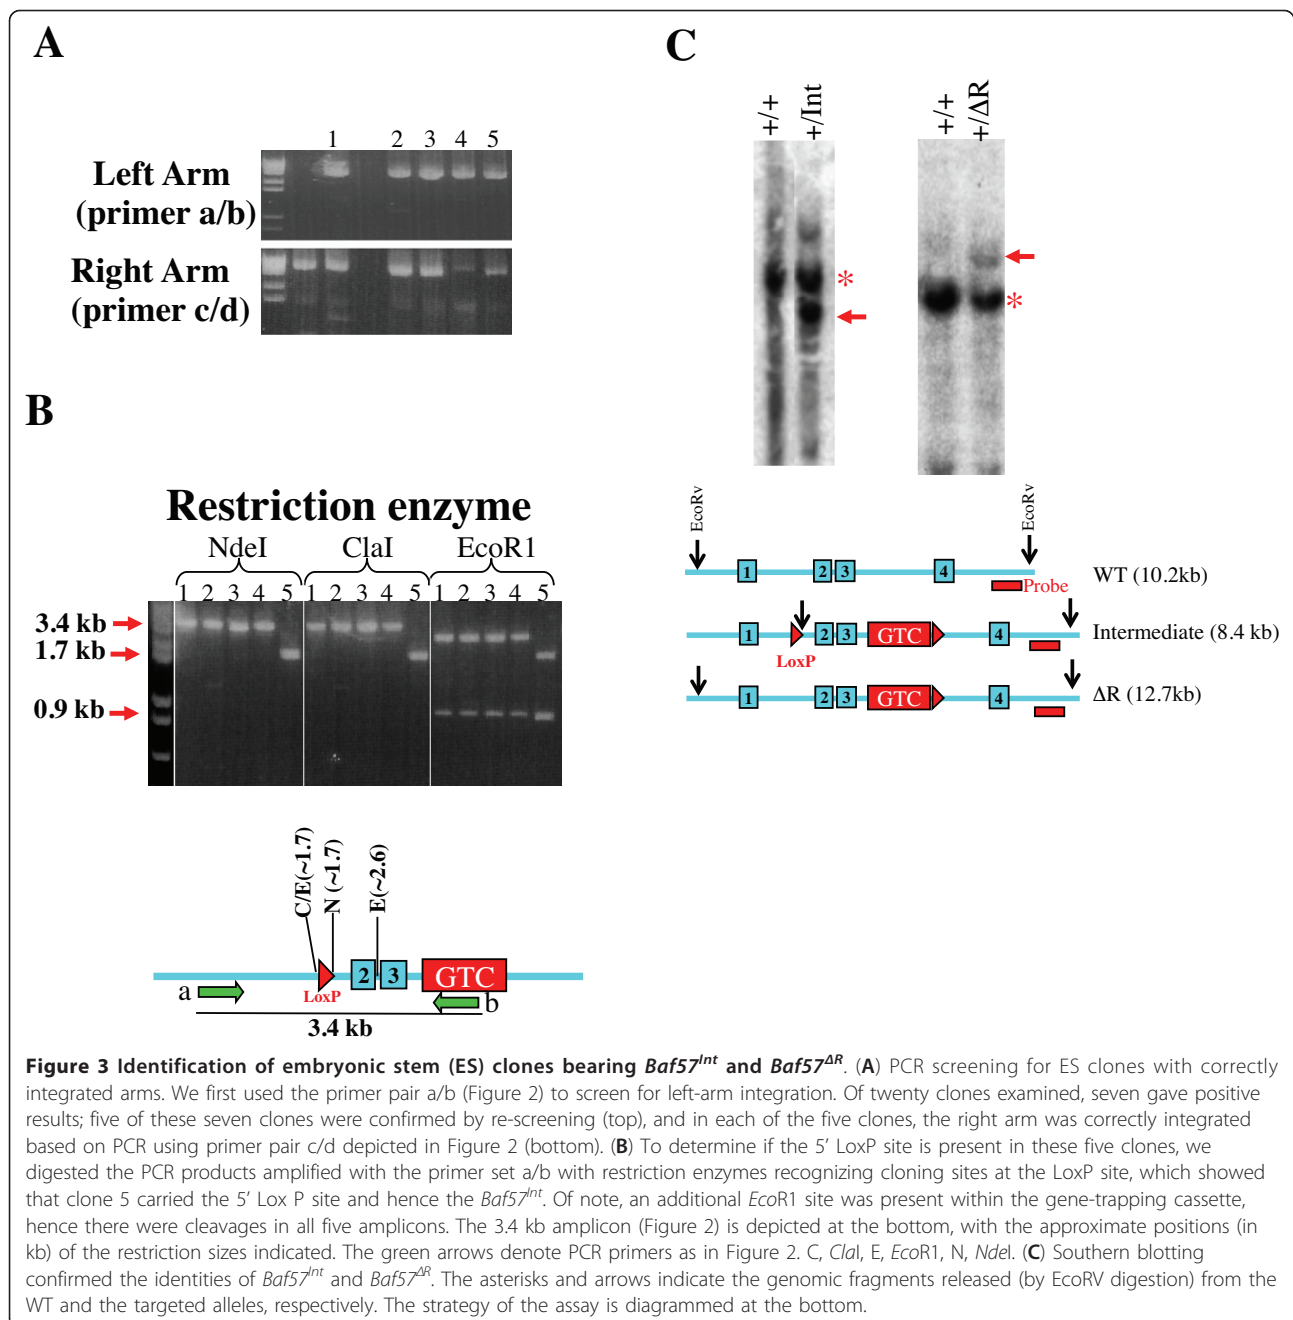 A
1 2 3 4 5
Left Arm
(primer a/b)
Right Arm
(primer c/d)
B
Restriction enzyme
NdeI ClaI EcoR1
1 2 3 4 5 1 2 3 4 5 1 2 3 4 5
3.4 kb
1.7 kb
0.9 kb
C/E(~1.7)
N (~1.7)
E(~2.6)
2 3 GTC
LoxP
a
b
3.4 kb
C
+/+
+/Int
*
+/+
+/ΔR
*
EcoRv
EcoRv
1 2 3 4
WT (10.2kb)
Probe
1 2 3 GTC 4
Intermediate (8.4 kb)
LoxP
1 2 3 GTC 4
ΔR (12.7kb)
Figure 3 Identification of embryonic stem (ES) clones bearing Baf57Int and Baf57ΔR. (A) PCR screening for ES clones with correctly
integrated arms. We first used the primer pair a/b (Figure 2) to screen for left-arm integration. Of twenty clones examined, seven gave positive
results; five of these seven clones were confirmed by re-screening (top), and in each of the five clones, the right arm was correctly integrated
based on PCR using primer pair c/d depicted in Figure 2 (bottom). (B) To determine if the 5’ LoxP site is present in these five clones, we
digested the PCR products amplified with the primer set a/b with restriction enzymes recognizing cloning sites at the LoxP site, which showed
that clone 5 carried the 5’ Lox P site and hence the Baf57Int. Of note, an additional EcoR1 site was present within the gene-trapping cassette,
hence there were cleavages in all five amplicons. The 3.4 kb amplicon (Figure 2) is depicted at the bottom, with the approximate positions (in
kb) of the restriction sizes indicated. The green arrows denote PCR primers as in Figure 2. C, ClaI, E, EcoR1, N, NdeI. (C) Southern blotting
confirmed the identities of Baf57Int and Baf57ΔR. The asterisks and arrows indicate the genomic fragments released (by EcoRV digestion) from the
WT and the targeted alleles, respectively. The strategy of the assay is diagrammed at the bottom.